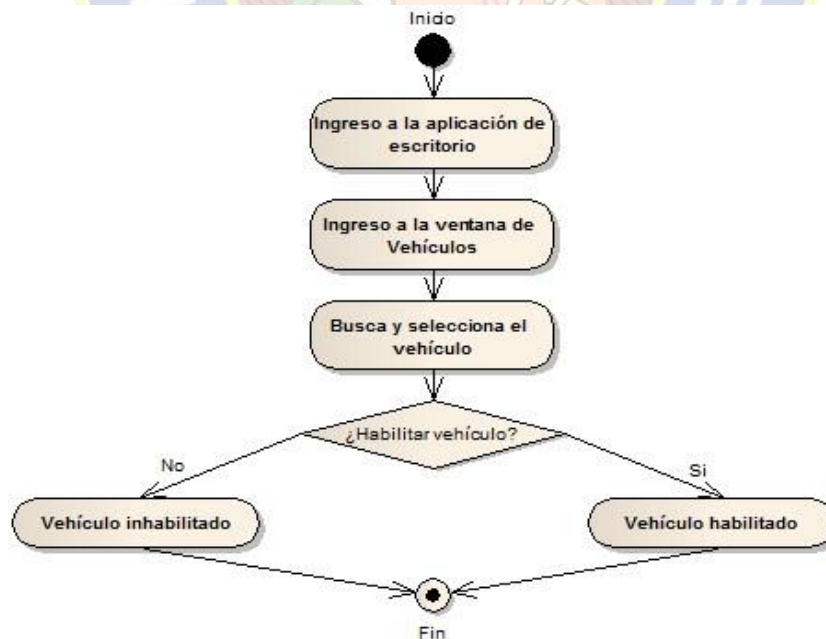 Inicio
Ingreso a la aplicación de
escritorio
Ingreso a la ventana de
Vehículos
Busca y selecciona el
vehículo
¿Habilitar vehículo?
No
Si
Vehículo inhabilitado
Vehículo habilitado
Fin